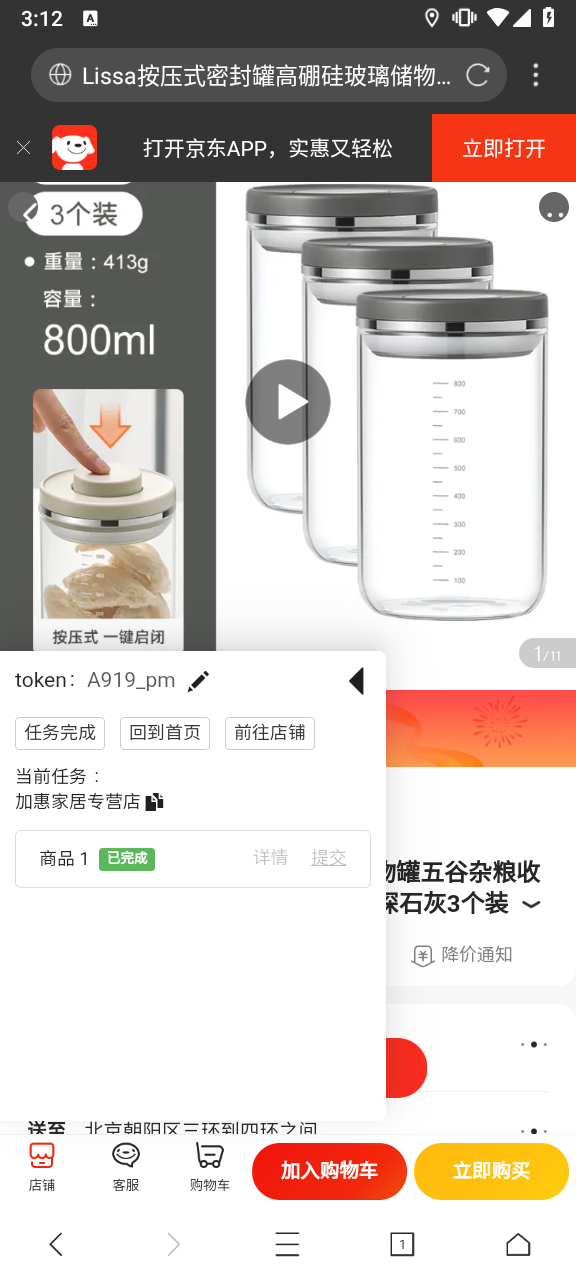 3:12
A
Lissa按压式密封罐高硼硅玻璃储物...
打开京东APP，实惠又轻松
立即打开
3个装
重量：413g
容量：
800ml
800
700
600
500
400
300
200
100
按压式 一键启闭
1/11
token： A919_pm
任务完成
回到首页
前往店铺
当前任务：
加惠家居专营店
商品 1
已完成
详情
提交
物罐五谷杂粮收
深石灰3个装
降价通知
送至
北京朝阳区三环到四环之间
店铺
客服
购物车
加入购物车
立即购买
1